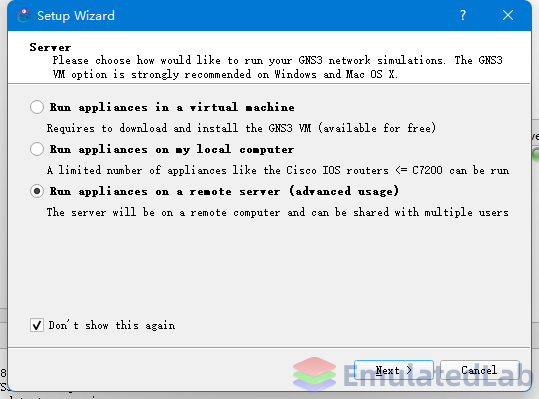 Setup Wizard
?
Server
Please choose how would like to run your GNS3 network simulations. The GNS3
VM option is strongly recommended on Windows and Mac OS X.
Run appliances in a virtual machine
Requires to download and install the GNS3 VM (available for free)
Run appliances on my local computer
A limited number of appliances like the Cisco IOS routers <= C7200 can be run
Run appliances on a remote server (advanced usage)
The server will be on a remote computer and can be shared with multiple users
Don't show this again
Next >
Cancel
EmulatedLab